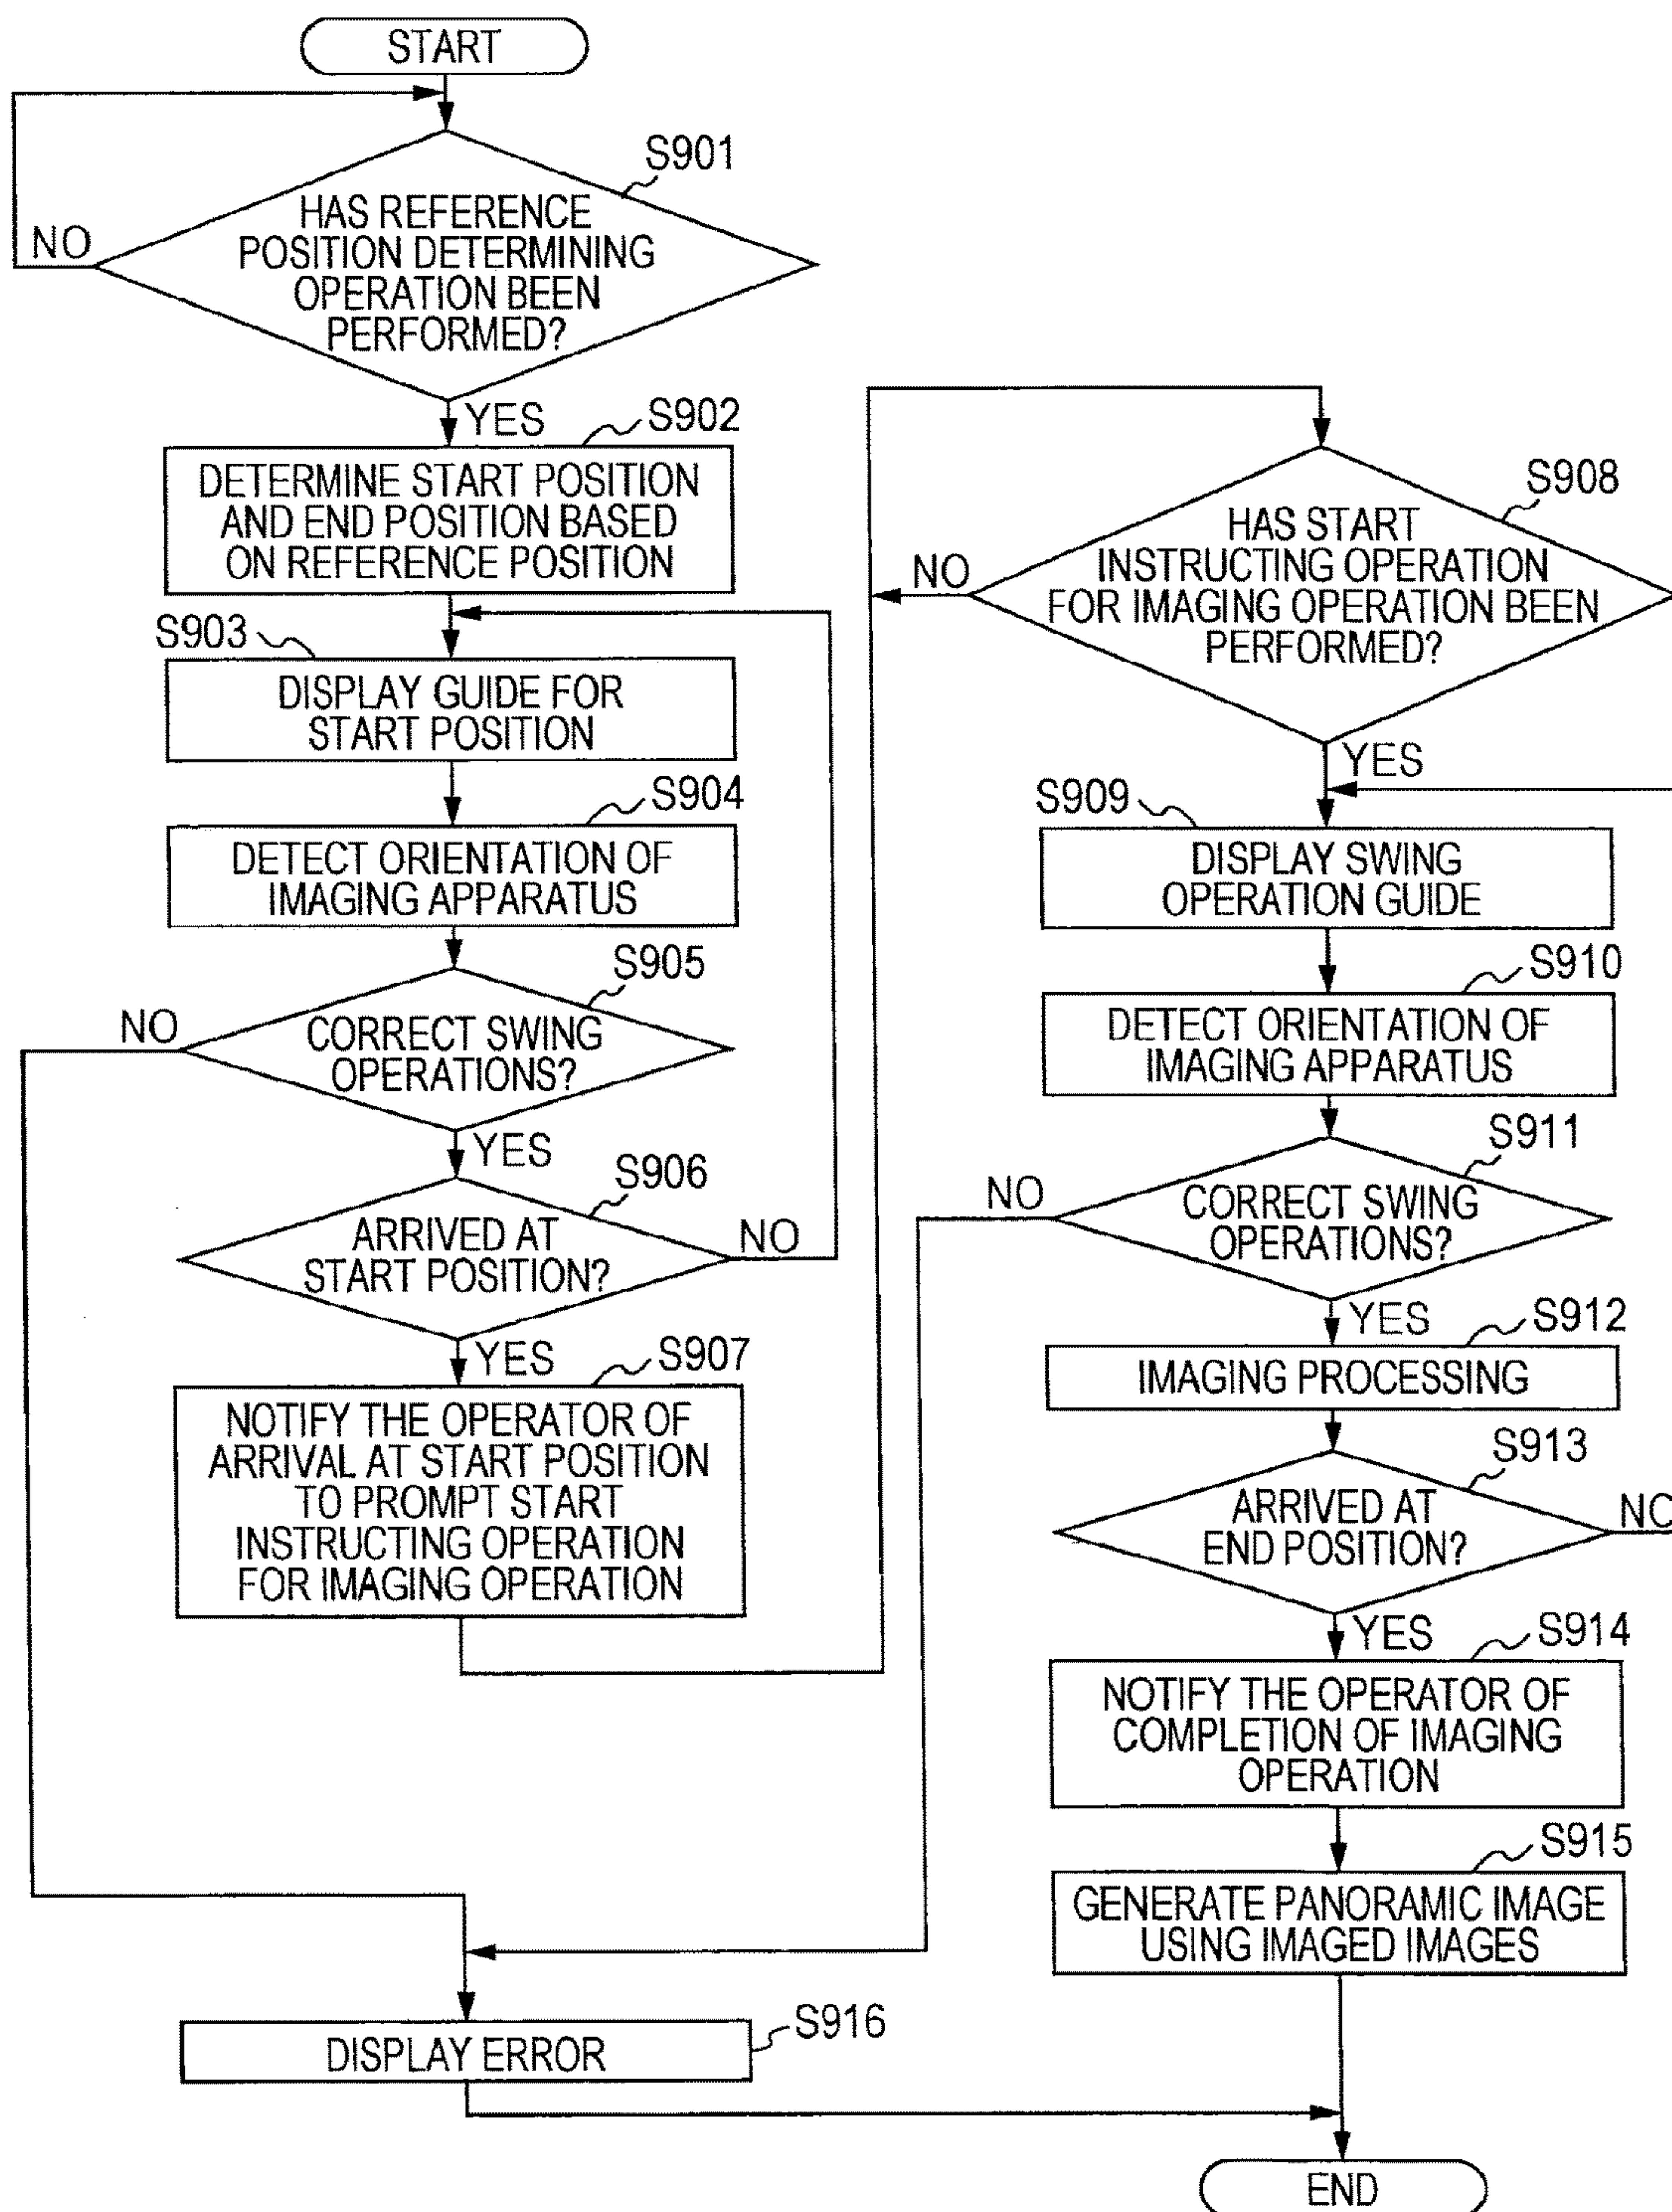 START
S901
HAS REFERENCE
POSITION DETERMINING
OPERATION BEEN
PERFORMED?
NO
YES
S902
DETERMINE START POSITION
AND END POSITION BASED
ON REFERENCE POSITION
S903
DISPLAY GUIDE FOR
START POSITION
S904
DETECT ORIENTATION OF
IMAGING APPARATUS
S905
NO
CORRECT SWING
OPERATIONS?
YES
S906
ARRIVED AT
START POSITION?
NO
YES
S907
NOTIFY THE OPERATOR OF
ARRIVAL AT START POSITION
TO PROMPT START
INSTRUCTING OPERATION
FOR IMAGING OPERATION
S908
HAS START
INSTRUCTING OPERATION
FOR IMAGING OPERATION BEEN
PERFORMED?
NO
YES
S909
DISPLAY SWING
OPERATION GUIDE
S910
DETECT ORIENTATION OF
IMAGING APPARATUS
S911
NO
CORRECT SWING
OPERATIONS?
YES
S912
IMAGING PROCESSING
S913
ARRIVED AT
END POSITION?
NO
YES
S914
NOTIFY THE OPERATOR OF
COMPLETION OF IMAGING
OPERATION
S915
GENERATE PANORAMIC IMAGE
USING IMAGED IMAGES
S916
DISPLAY ERROR
END